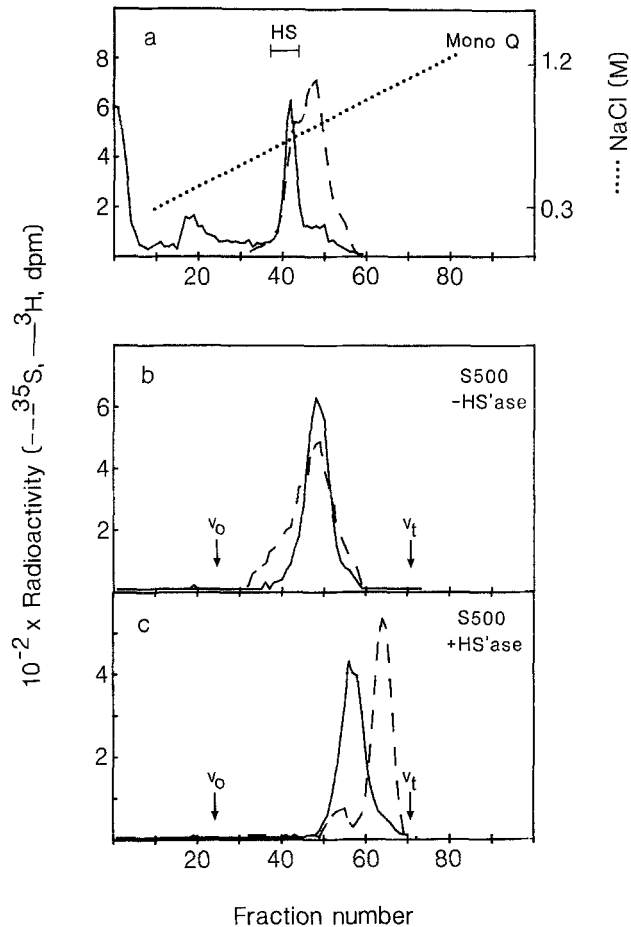 a
HS
Mono Q
8
6
4
2
1.2
0.3
····· NaCl (M)
20
40
60
80
b
S500
-HS'ase
6
4
2
Vo
Vt
c
S500
+HS'ase
4
2
Vo
Vt
20
40
60
80
10⁻² x Radioactivity (---³⁵S, —³H, dpm)
Fraction number